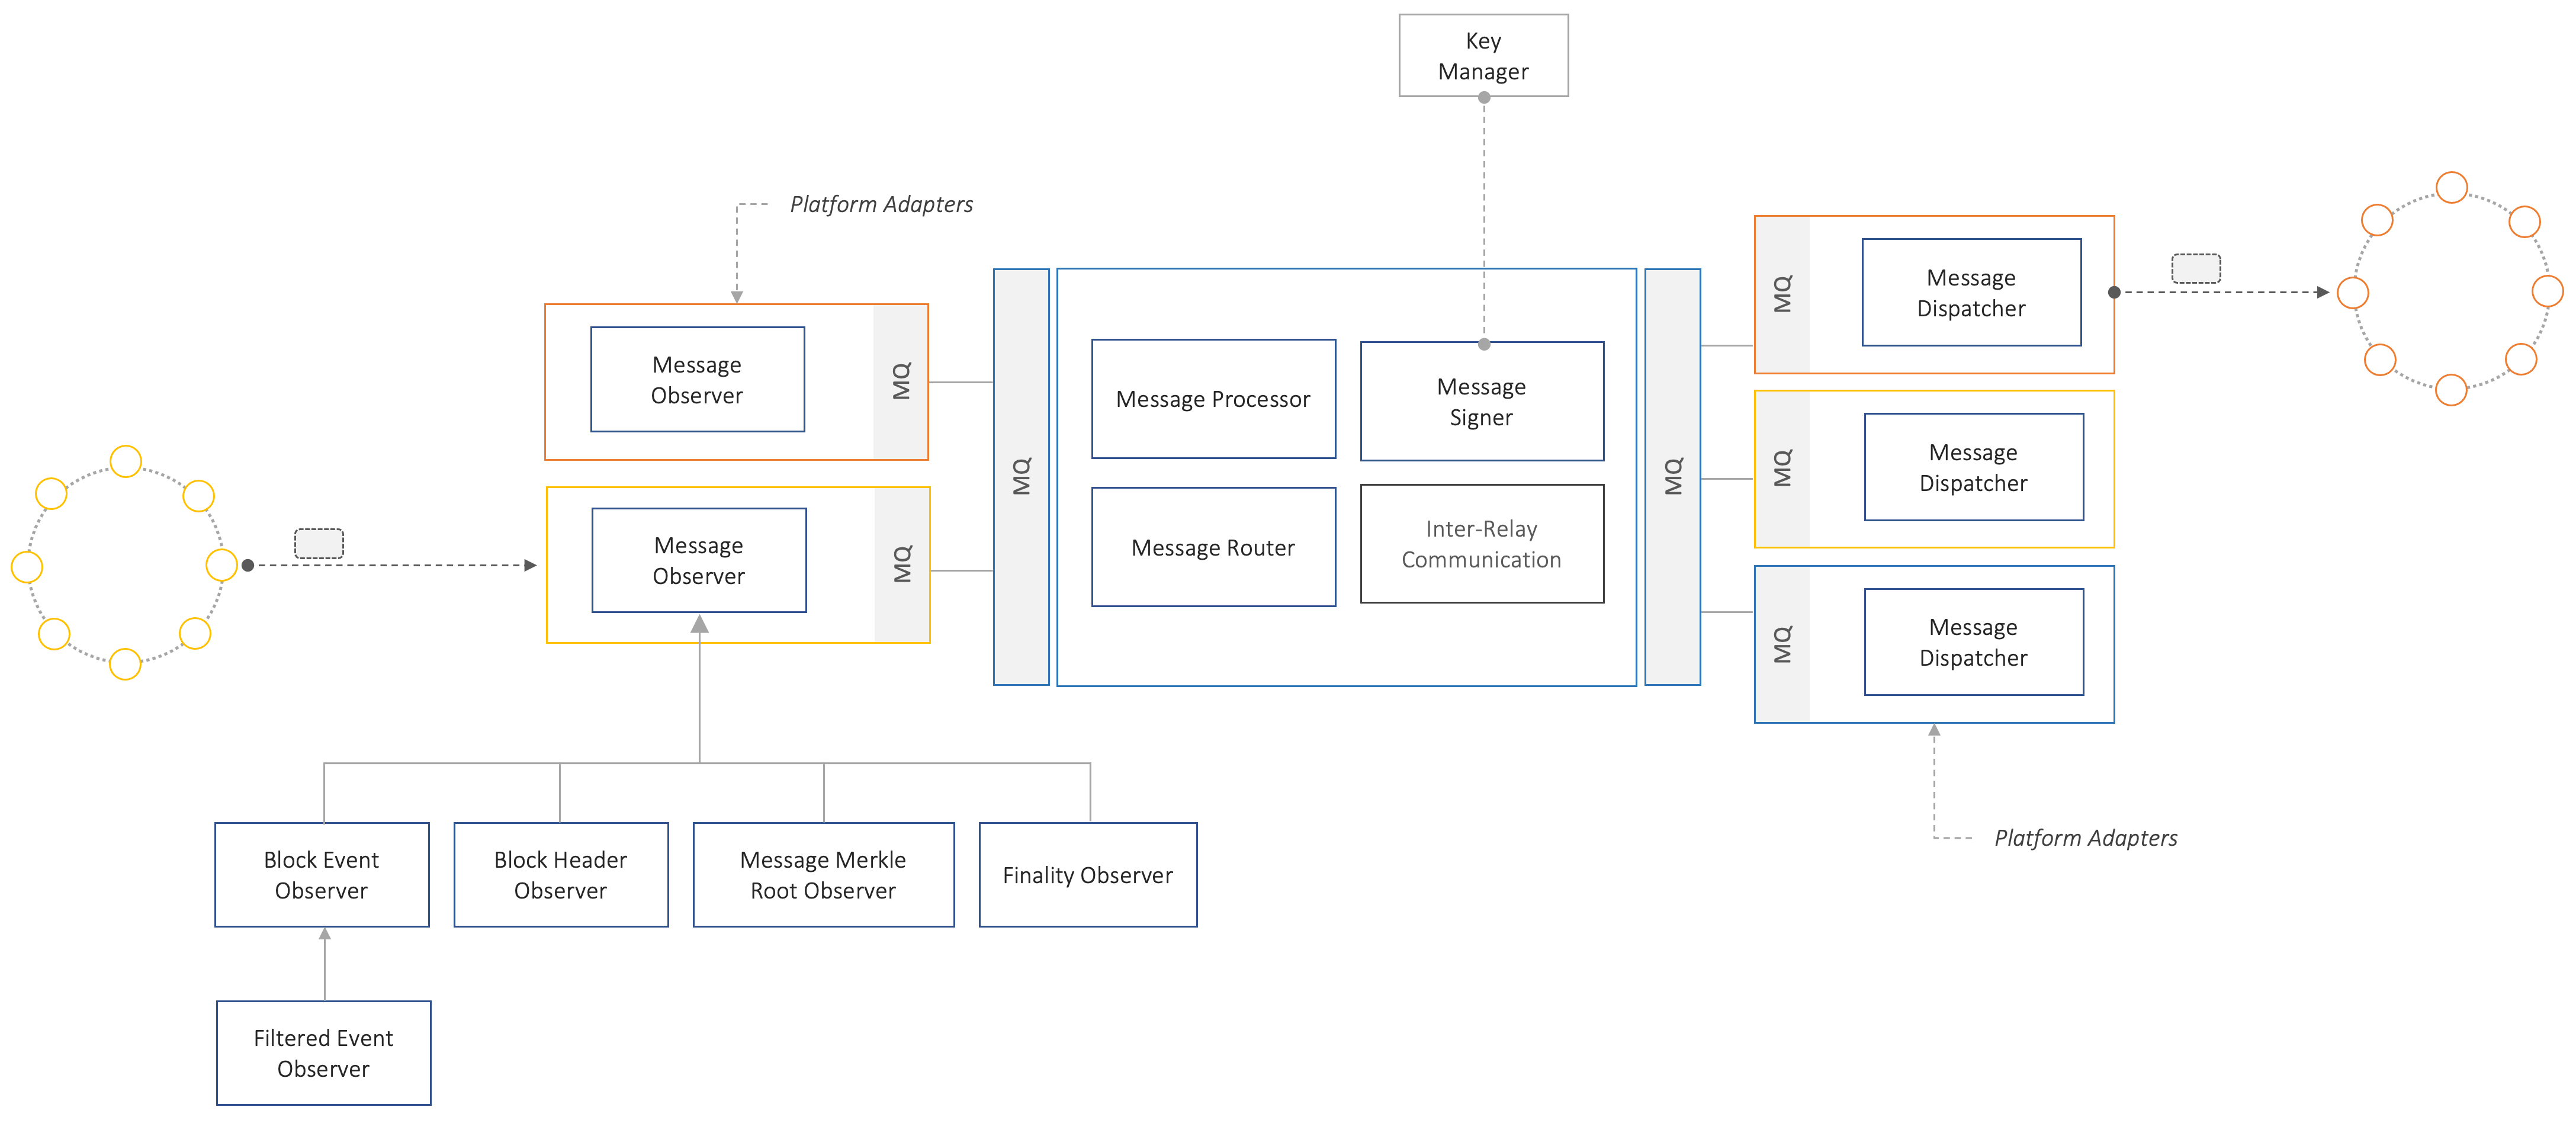 Key
Manager
Platform Adapters
Message
Observer
MQ
Message
Observer
MQ
MQ
Message Processor
Message
Signer
Message Router
Inter-Relay
Communication
MQ
MQ
Message
Dispatcher
MQ
Message
Dispatcher
MQ
Message
Dispatcher
Platform Adapters
Block Event
Observer
Block Header
Observer
Message Merkle
Root Observer
Finality Observer
Filtered Event
Observer